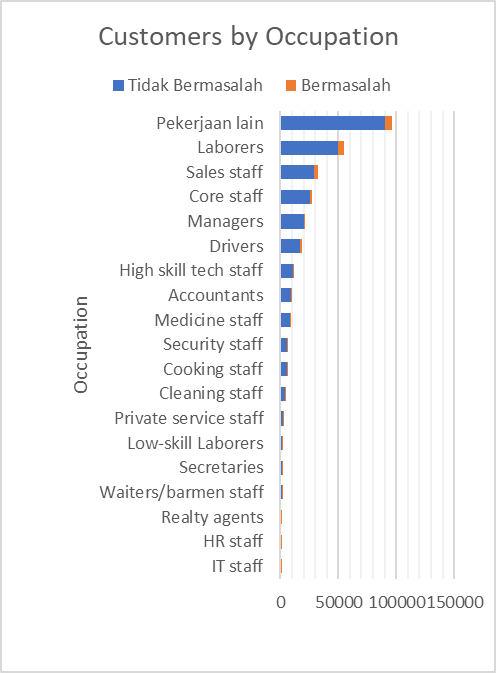 Customers by Occupation
Tidak Bermasalah Bermasalah
Occupation
Pekerjaan lain
Laborers
Sales staff
Core staff
Managers
Drivers
High skill tech staff
Accountants
Medicine staff
Security staff
Cooking staff
Cleaning staff
Private service staff
Low-skill Laborers
Secretaries
Waiters/barmen staff
Realty agents
HR staff
IT staff
0 50000 100000 150000